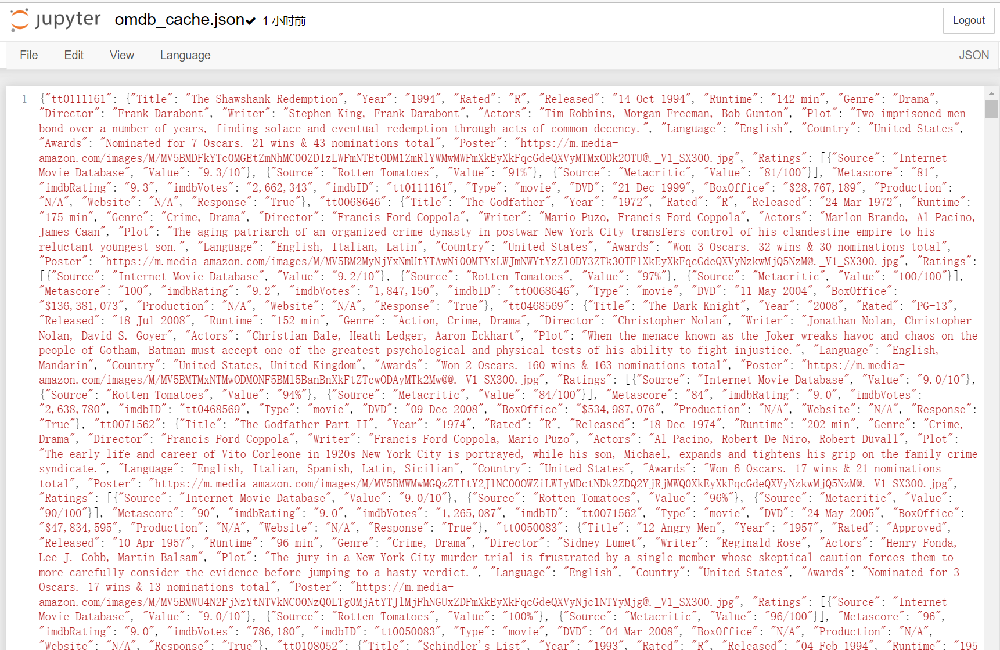 jupyter omdb_cache.json✔ 1 小时前 Logout
File Edit View Language JSON
1 {"tt0111161": {"Title": "The Shawshank Redemption", "Year": "1994", "Rated": "R", "Released": "14 Oct 1994", "Runtime": "142 min", "Genre": "Drama",
"Director": "Frank Darabont", "Writer": "Stephen King, Frank Darabont", "Actors": "Tim Robbins, Morgan Freeman, Bob Gunton", "Plot": "Two imprisoned men
bond over a number of years, finding solace and eventual redemption through acts of common decency.", "Language": "English", "Country": "United States",
"Awards": "Nominated for 7 Oscars. 21 wins & 43 nominations total", "Poster": "https://m.media-
amazon.com/images/M/MV5BMDFkYTc0MGEtZmNhMC00ZDIzLWFmNTEtODM1ZmRlYWMwMWFmXkEyXkFqcGdeQXVyMTMxODk2OTU@._V1_SX300.jpg", "Ratings": [{"Source": "Internet
Movie Database", "Value": "9.3/10"}, {"Source": "Rotten Tomatoes", "Value": "91%"}, {"Source": "Metacritic", "Value": "81/100"}], "Metascore": "81",
"imdbRating": "9.3", "imdbVotes": "2,662,343", "imdbID": "tt0111161", "Type": "movie", "DVD": "21 Dec 1999", "BoxOffice": "$28,767,189", "Production":
"N/A", "Website": "N/A", "Response": "True"}, "tt0068646": {"Title": "The Godfather", "Year": "1972", "Rated": "R", "Released": "24 Mar 1972", "Runtime":
"175 min", "Genre": "Crime, Drama", "Director": "Francis Ford Coppola", "Writer": "Mario Puzo, Francis Ford Coppola", "Actors": "Marlon Brando, Al Pacino,
James Caan", "Plot": "The aging patriarch of an organized crime dynasty in postwar New York City transfers control of his clandestine empire to his
reluctant youngest son.", "Language": "English, Italian, Latin", "Country": "United States", "Awards": "Won 3 Oscars. 32 wins & 30 nominations total",
"Poster": "https://m.media-amazon.com/images/M/MV5BM2MyNjYxNmUtYTAwNi00MTYxLWJmNWYtYzZlODY3ZTk3OTFlXkEyXkFqcGdeQXVyNzkwMjQ5NzM@._V1_SX300.jpg", "Ratings":
[{"Source": "Internet Movie Database", "Value": "9.2/10"}, {"Source": "Rotten Tomatoes", "Value": "97%"}, {"Source": "Metacritic", "Value": "100/100"}],
"Metascore": "100", "imdbRating": "9.2", "imdbVotes": "1,847,150", "imdbID": "tt0068646", "Type": "movie", "DVD": "11 May 2004", "BoxOffice":
"$136,381,073", "Production": "N/A", "Website": "N/A", "Response": "True"}, "tt0468569": {"Title": "The Dark Knight", "Year": "2008", "Rated": "PG-13",
"Released": "18 Jul 2008", "Runtime": "152 min", "Genre": "Action, Crime, Drama", "Director": "Christopher Nolan", "Writer": "Jonathan Nolan, Christopher
Nolan, David S. Goyer", "Actors": "Christian Bale, Heath Ledger, Aaron Eckhart", "Plot": "When the menace known as the Joker wreaks havoc and chaos on the
people of Gotham, Batman must accept one of the greatest psychological and physical tests of his ability to fight injustice.", "Language": "English,
Mandarin", "Country": "United States, United Kingdom", "Awards": "Won 2 Oscars. 160 wins & 163 nominations total", "Poster": "https://m.media-
amazon.com/images/M/MV5BMTMxNTMwODM0NF5BMl5BanBnXkFtZTcwODAyMTk2Mw@@._V1_SX300.jpg", "Ratings": [{"Source": "Internet Movie Database", "Value": "9.0/10"},
{"Source": "Rotten Tomatoes", "Value": "94%"}, {"Source": "Metacritic", "Value": "84/100"}], "Metascore": "84", "imdbRating": "9.0", "imdbVotes":
"2,638,780", "imdbID": "tt0468569", "Type": "movie", "DVD": "09 Dec 2008", "BoxOffice": "$534,987,076", "Production": "N/A", "Website": "N/A", "Response":
"True"}, "tt0071562": {"Title": "The Godfather Part II", "Year": "1974", "Rated": "R", "Released": "18 Dec 1974", "Runtime": "202 min", "Genre": "Crime,
Drama", "Director": "Francis Ford Coppola", "Writer": "Francis Ford Coppola, Mario Puzo", "Actors": "Al Pacino, Robert De Niro, Robert Duvall", "Plot":
"The early life and career of Vito Corleone in 1920s New York City is portrayed, while his son, Michael, expands and tightens his grip on the family crime
syndicate.", "Language": "English, Italian, Spanish, Latin, Sicilian", "Country": "United States", "Awards": "Won 6 Oscars. 17 wins & 21 nominations
total", "Poster": "https://m.media-amazon.com/images/M/MV5BMWMwMGQzZTItY2JlNC00OWZiLWIyMDctNDk2ZDQ2YjRjMWQ0XkEyXkFqcGdeQXVyNzkwMjQ5NzM@._V1_SX300.jpg",
"Ratings": [{"Source": "Internet Movie Database", "Value": "9.0/10"}, {"Source": "Rotten Tomatoes", "Value": "96%"}, {"Source": "Metacritic", "Value":
"90/100"}], "Metascore": "90", "imdbRating": "9.0", "imdbVotes": "1,265,087", "imdbID": "tt0071562", "Type": "movie", "DVD": "24 May 2005", "BoxOffice":
"$47,834,595", "Production": "N/A", "Website": "N/A", "Response": "True"}, "tt0050083": {"Title": "12 Angry Men", "Year": "1957", "Rated": "Approved",
"Released": "10 Apr 1957", "Runtime": "96 min", "Genre": "Crime, Drama", "Director": "Sidney Lumet", "Writer": "Reginald Rose", "Actors": "Henry Fonda,
Lee J. Cobb, Martin Balsam", "Plot": "The jury in a New York City murder trial is frustrated by a single member whose skeptical caution forces them to
more carefully consider the evidence before jumping to a hasty verdict.", "Language": "English", "Country": "United States", "Awards": "Nominated for 3
Oscars. 17 wins & 13 nominations total", "Poster": "https://m.media-
amazon.com/images/M/MV5BMWU4N2FjNzYtNTVkNC00NzQ0LTg0MjAtYTJlMjFhNGUxZDFmXkEyXkFqcGdeQXVyNjc1NTYyMjg@._V1_SX300.jpg", "Ratings": [{"Source": "Internet
Movie Database", "Value": "9.0/10"}, {"Source": "Rotten Tomatoes", "Value": "100%"}, {"Source": "Metacritic", "Value": "96/100"}], "Metascore": "96",
"imdbRating": "9.0", "imdbVotes": "786,180", "imdbID": "tt0050083", "Type": "movie", "DVD": "04 Mar 2008", "BoxOffice": "N/A", "Production": "N/A",
"Website": "N/A", "Response": "True"}, "tt0108052": {"Title": "Schindler's List", "Year": "1993", "Rated": "R", "Released": "04 Feb 1994", "Runtime": "195